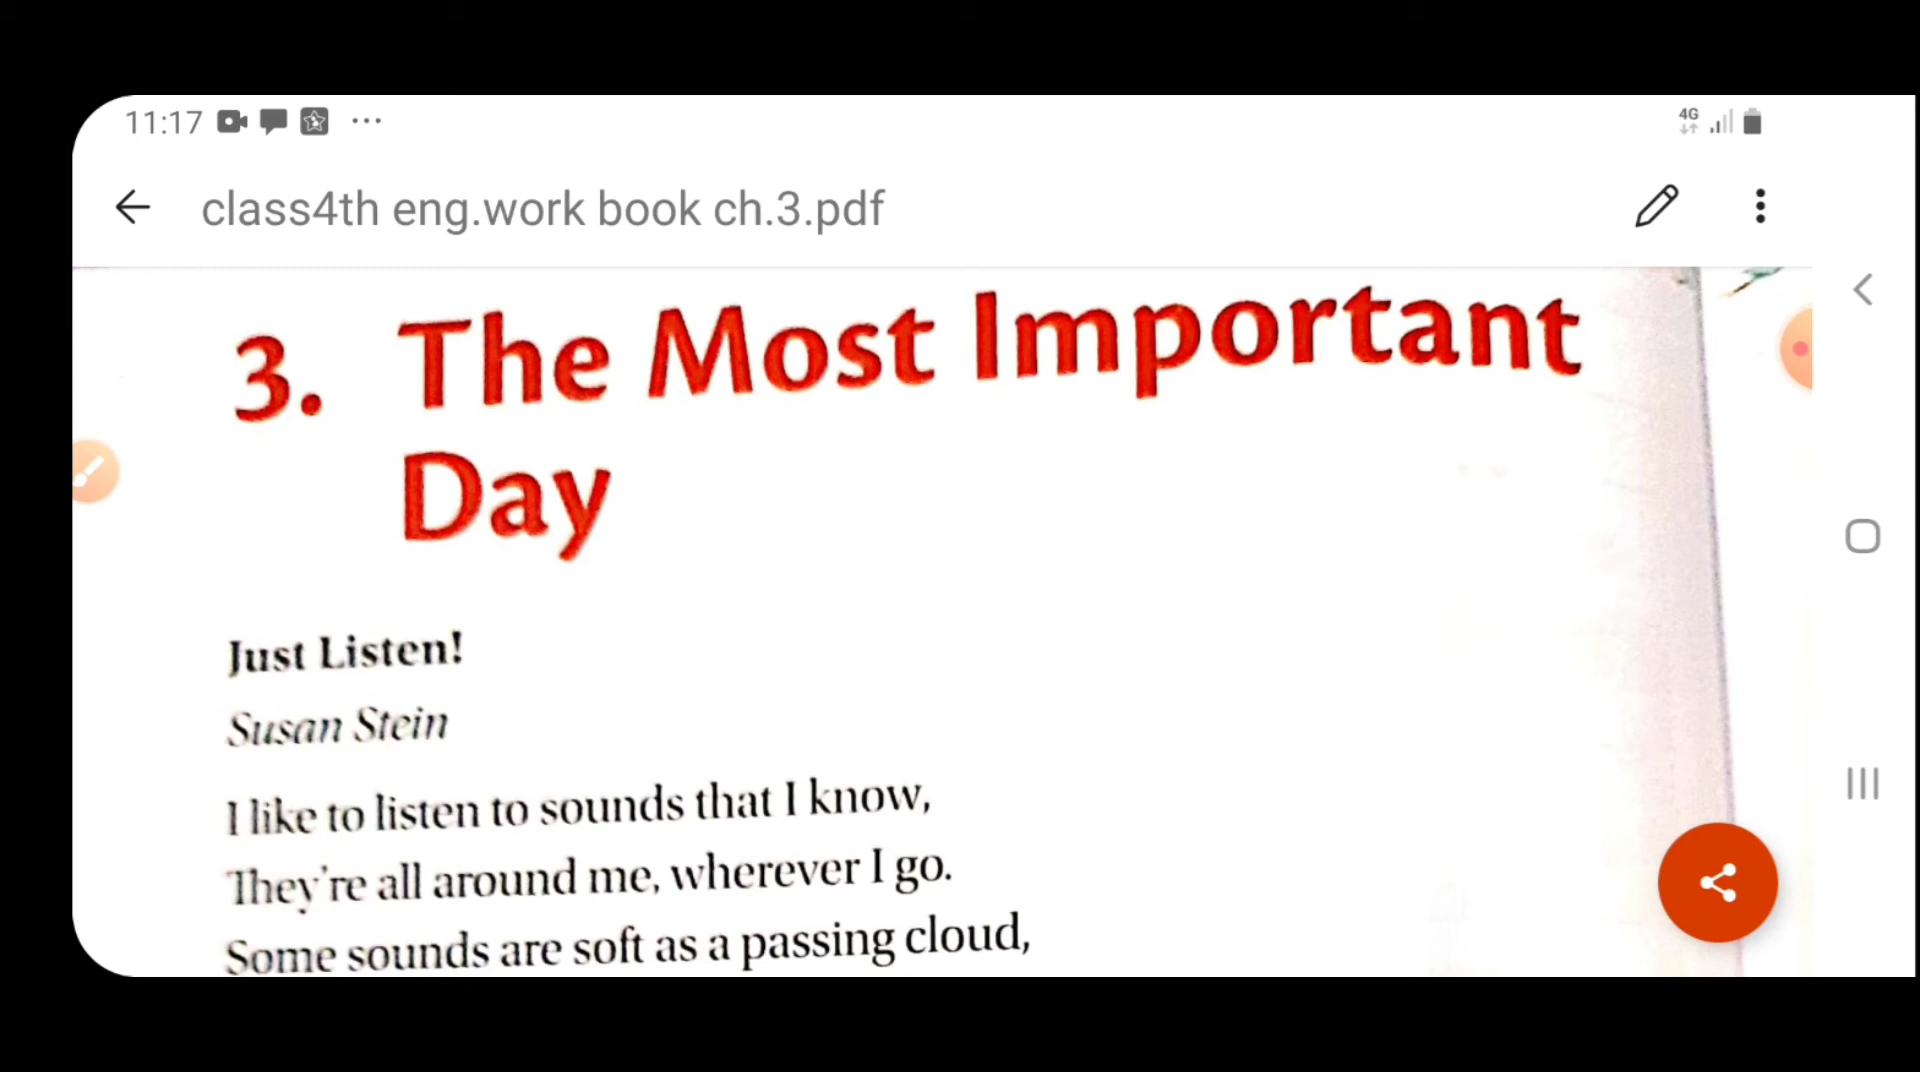 11:17
4G
class4th eng.work book ch.3.pdf
3. The Most Important
Day
Just Listen!
Susan Stein
I like to listen to sounds that I know,
They're all around me, wherever I go.
Some sounds are soft as a passing cloud,